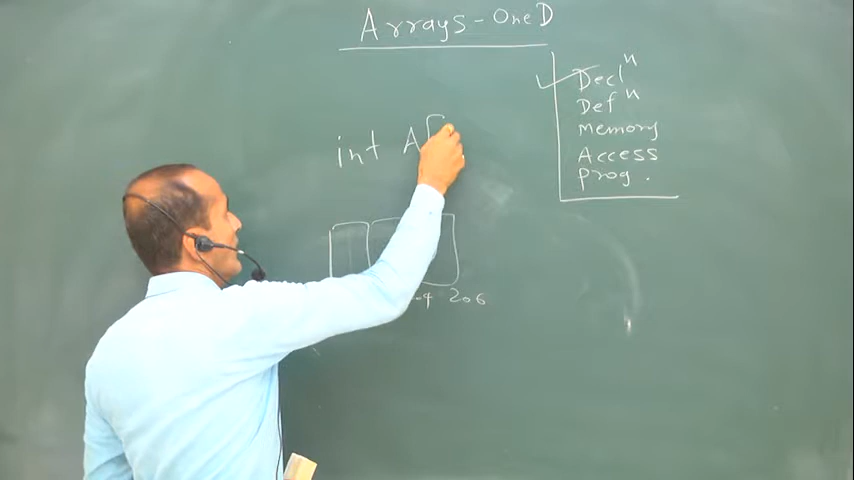 Arrays - One D
Declⁿ
Defⁿ
Memory
Access
prog.
int A[
206